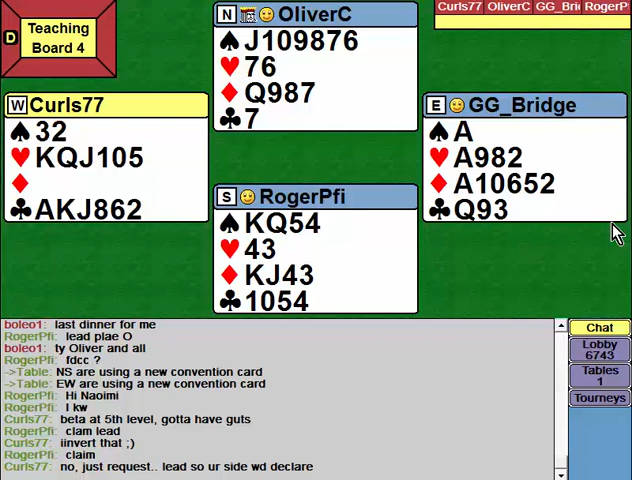 D
Teaching
Board 4
N OliverC
♠ J109876
♥ 76
♦ Q987
♣ 7
Curls77 OliverC GG_Bri RogerP
W Curls77
♠ 32
♥ KQJ105
♦
♣ AKJ862
E GG_Bridge
♠ A
♥ A982
♦ A10652
♣ Q93
S RogerPfi
♠ KQ54
♥ 43
♦ KJ43
♣ 1054
boleo1: last dinner for me
RogerPfi: lead plae O
boleo1: ty Oliver and all
RogerPfi: fdcc ?
->Table: NS are using a new convention card
->Table: EW are using a new convention card
RogerPfi: Hi Naoimi
RogerPfi: I kw
Curls77: beta at 5th level, gotta have guts
RogerPfi: clam lead
Curls77: iinvert that ;)
RogerPfi: claim
Curls77: no, just request.. lead so ur side wd declare
Chat
Lobby
6743
Tables
1
Tourneys